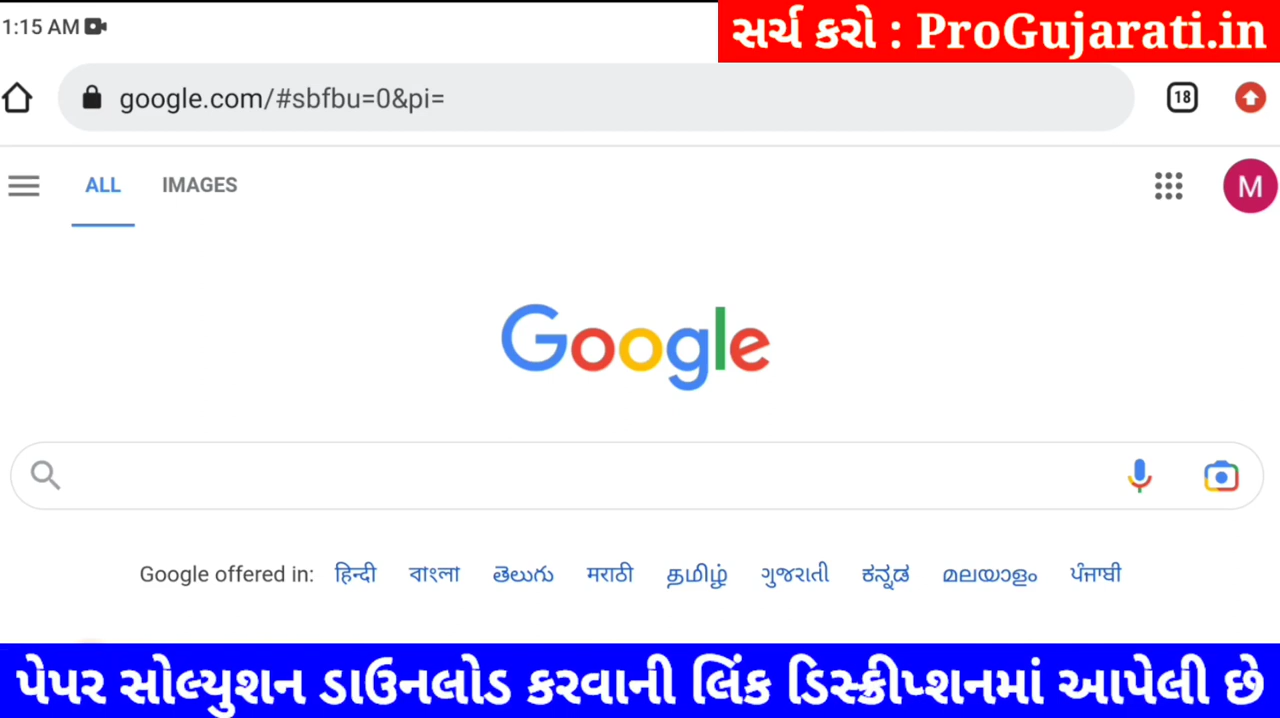 1:15 AM
સર્ચ કરો : ProGujarati.in
google.com/#sbfbu=0&pi=
18
ALL IMAGES
M
Google
Google offered in: हिन्दी বাংলা తెలుగు मराठी தமிழ் ગુજરાતી ಕನ್ನಡ മലയാളം ਪੰਜਾਬੀ
પેપર સોલ્યુશન ડાઉનલોડ કરવાની લિંક ડિસ્ક્રીપ્શનમાં આપેલી છે